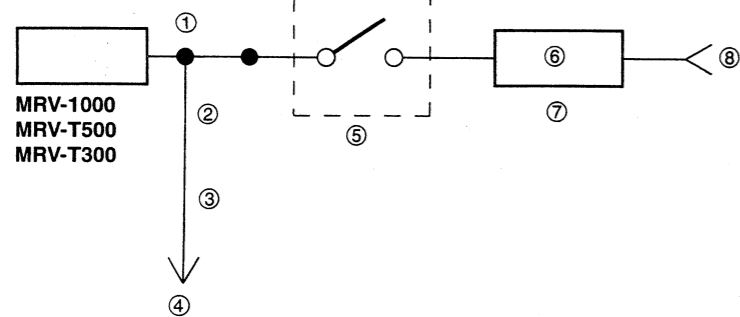 ①
②
③
④
⑤
⑥
⑦
⑧
MRV-1000
MRV-T500
MRV-T300